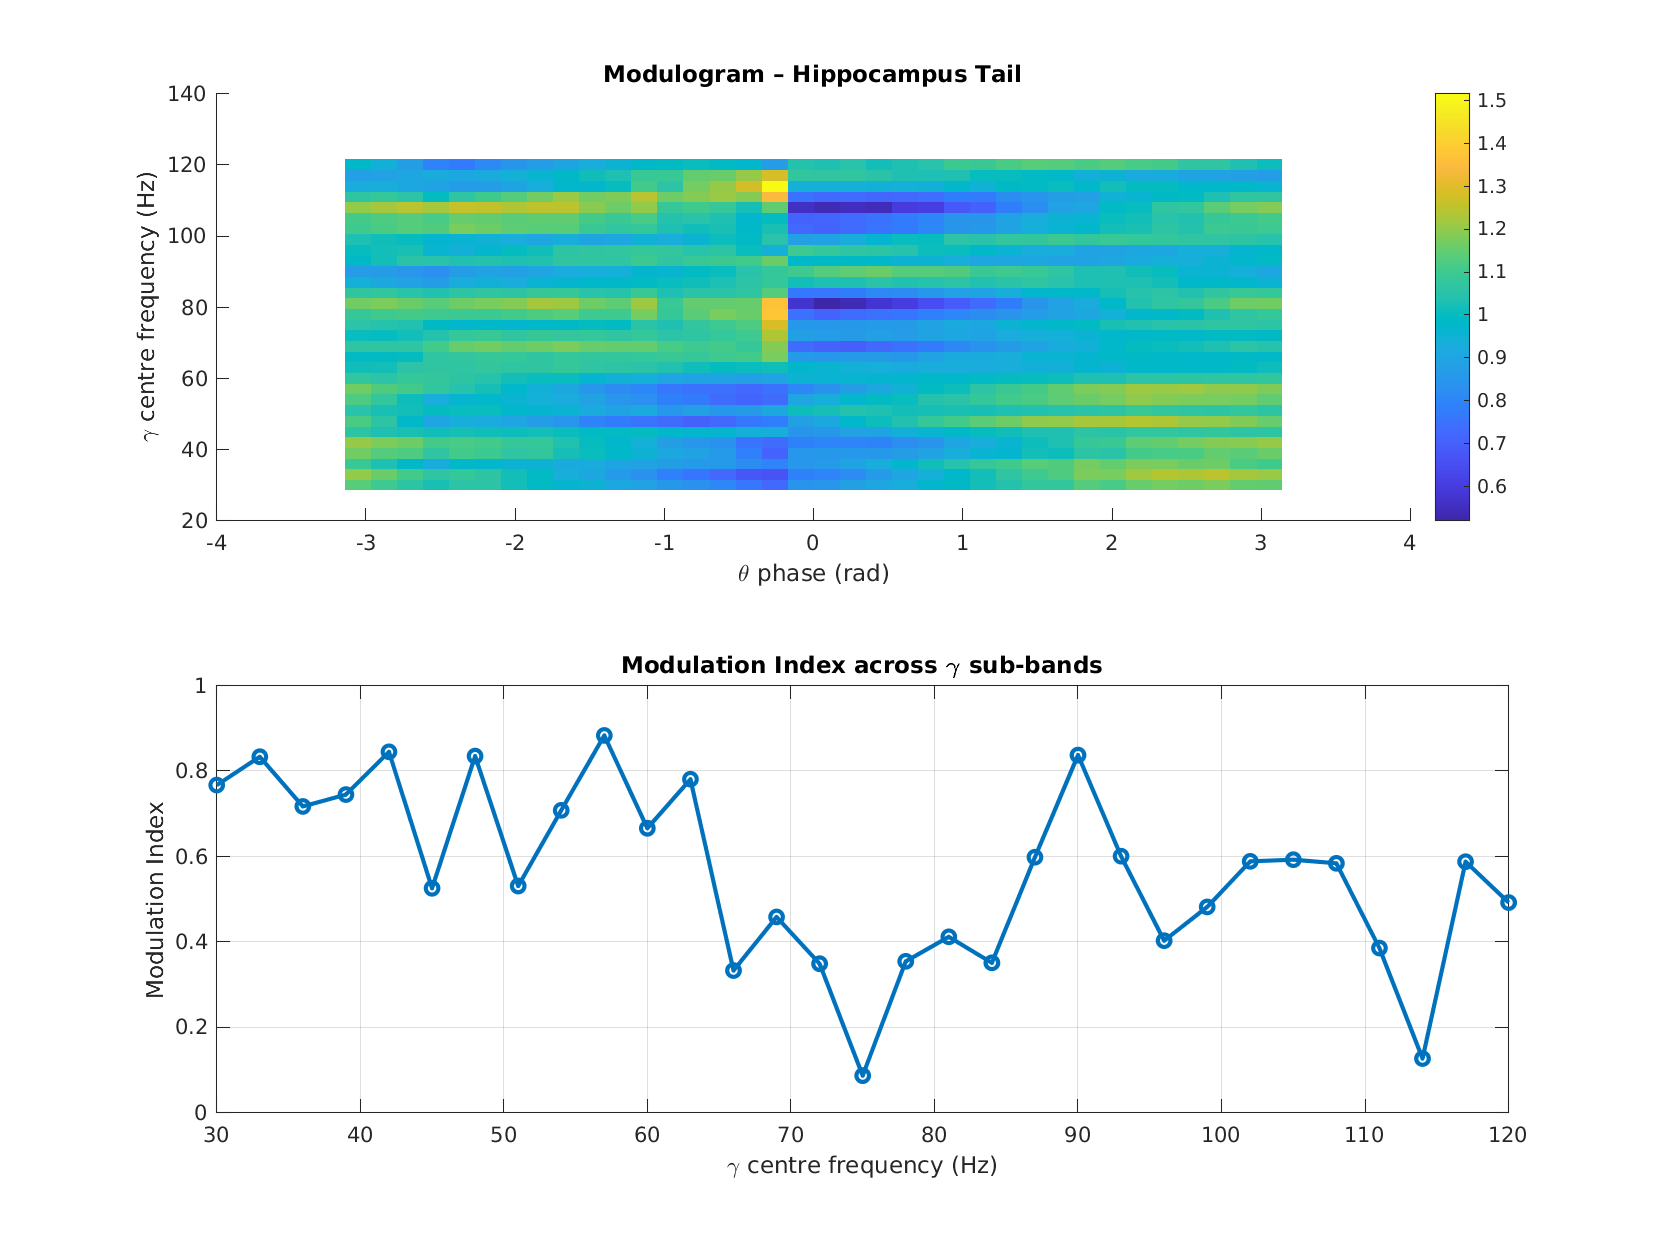 Modulogram – Hippocampus Tail
γ centre frequency (Hz)
140
120
100
80
60
40
20
-4 -3 -2 -1 0 1 2 3 4
θ phase (rad)
1.5
1.4
1.3
1.2
1.1
1
0.9
0.8
0.7
0.6
Modulation Index across γ sub-bands
Modulation Index
1
0.8
0.6
0.4
0.2
0
30 40 50 60 70 80 90 100 110 120
γ centre frequency (Hz)